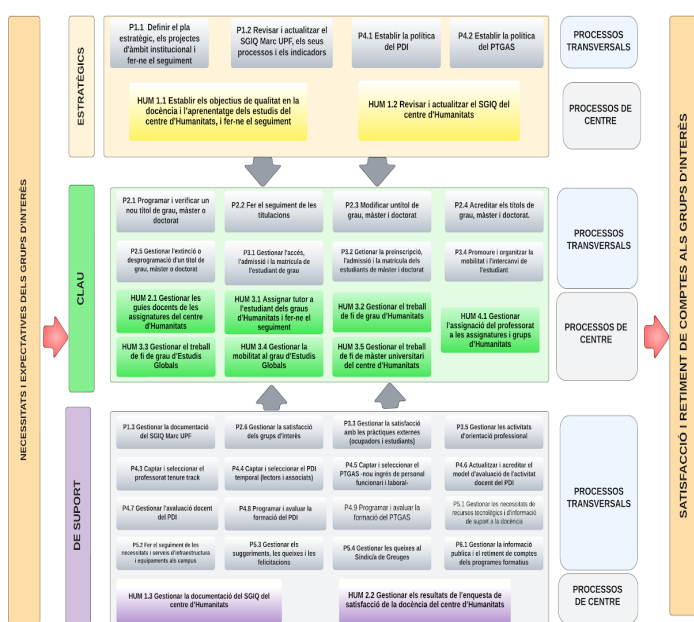 NECESSITATS I EXPECTATIVES DELS GRUPS D'INTERÈS
ESTRATÈGICS
P1.1 Definir el pla
estratègic, els projectes
d'àmbit institucional i
fer-ne el seguiment
P1.2 Revisar i actualitzar el
SGIQ Marc UPF, els seus
processos i els indicadors
P4.1 Establir la política
del PDI
P4.2 Establir la política
del PTGAS
PROCESSOS
TRANSVERSALS
HUM 1.1 Establir els objectius de qualitat en la
docència i l'aprenentatge dels estudis del
centre d'Humanitats, i fer-ne el seguiment
HUM 1.2 Revisar i actualitzar el SGIQ del
centre d'Humanitats
PROCESSOS DE
CENTRE
CLAU
P2.1 Programar i verificar un
nou títol de grau, màster o
doctorat
P2.2 Fer el seguiment de les
titulacions
P2.3 Modificar untítol de
grau, màster i doctorat
P2.4 Acreditar els títols de
grau, màster i doctorat.
P2.5 Gestionar l'extinció o
desprogramació d'un títol de
grau, màster o doctorat
P3.1 Gestionar l'accés,
l'admissió i la matrícula de
l'estudiant de grau
P3.2 Getionar la preinscripció,
l'admissió i la matrícula dels
estudiants de màster i doctorat
P3.4 Promoure i organitzar la
mobilitat i l'intercanvi de
l'estudiant
PROCESSOS
TRANSVERSALS
HUM 2.1 Gestionar les
guies docents de les
assignatures del centre
d'Humanitats
HUM 3.1 Assignar tutor a
l'estudiant dels graus
d'Humanitats i fer-ne el
seguiment
HUM 3.2 Gestionar el treball
de fi de grau d'Humanitats
HUM 4.1 Gestionar
l'assignació del professorat
a les assignatures i grups
d'Humanitats
HUM 3.3 Gestionar el treball
de fi de grau d'Estudis
Globals
HUM 3.4 Gestionar la
mobilitat al grau d'Estudis
Globals
HUM 3.5 Gestionar el treball
de fi de màster universitari
del centre d'Humanitats
PROCESSOS DE
CENTRE
DE SUPORT
P1.3 Gestionar la documentació
del SGIQ Marc UPF
P2.6 Gestionar la satisfacció
dels grups d'interès
P3.3 Gestionar la satisfacció
amb les pràctiques externes
(ocupadors i estudiants)
P3.5 Gestionar les activitats
d'orientació professional
P4.3 Captar i seleccionar el
professorat tenure track
P4.4 Captar i seleccionar el PDI
temporal (lectors i associats)
P4.5 Captar i seleccionar el
PTGAS -nou ingrés de personal
funcionari i laboral-
P4.6 Actualitzar i acreditar el
model d'avaluació de l'activitat
docent del PDI
P4.7 Gestionar l'avaluació docent
del PDI
P4.8 Programar i avaluar la
formació del PDI
P4.9 Programar i avaluar la
formació del PTGAS
P5.1 Gestionar les necessitats de
recursos tecnològics i d'informació
de suport a la docència
P5.2 Fer el seguiment de les
necessitats i serveis d'infraestructura
i equipaments als campus
P5.3 Gestionar els
suggeriments, les queixes i les
felicitacions
P5.4 Gestionar les queixes al
Síndic/a de Greuges
P6.1 Gestionar la informació
publica i el retiment de comptes
dels programes formatius
PROCESSOS
TRANSVERSALS
HUM 1.3 Gestionar la documentació del SGIQ del
centre d'Humanitats
HUM 2.2 Gestionar els resultats de l'enquesta de
satisfacció de la docència del centre d'Humanitats
PROCESSOS
DE CENTRE
SATISFACCIÓ I RETIMENT DE COMPTES ALS GRUPS D'INTERÈS